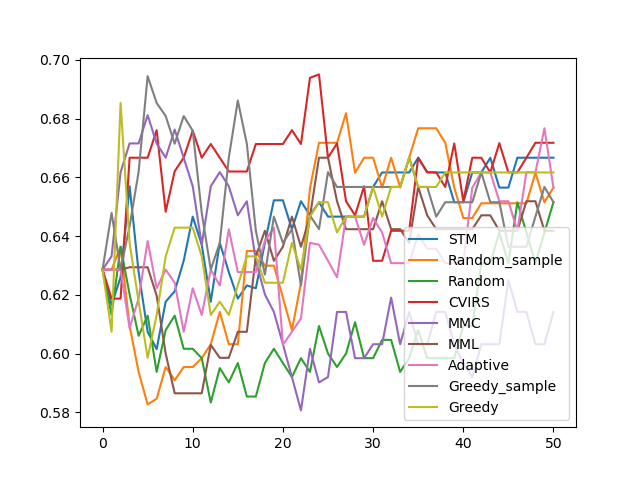 0.70
0.68
0.66
0.64
0.62
0.60
0.58
0 10 20 30 40 50
STM
Random_sample
Random
CVIRS
MMC
MML
Adaptive
Greedy_sample
Greedy